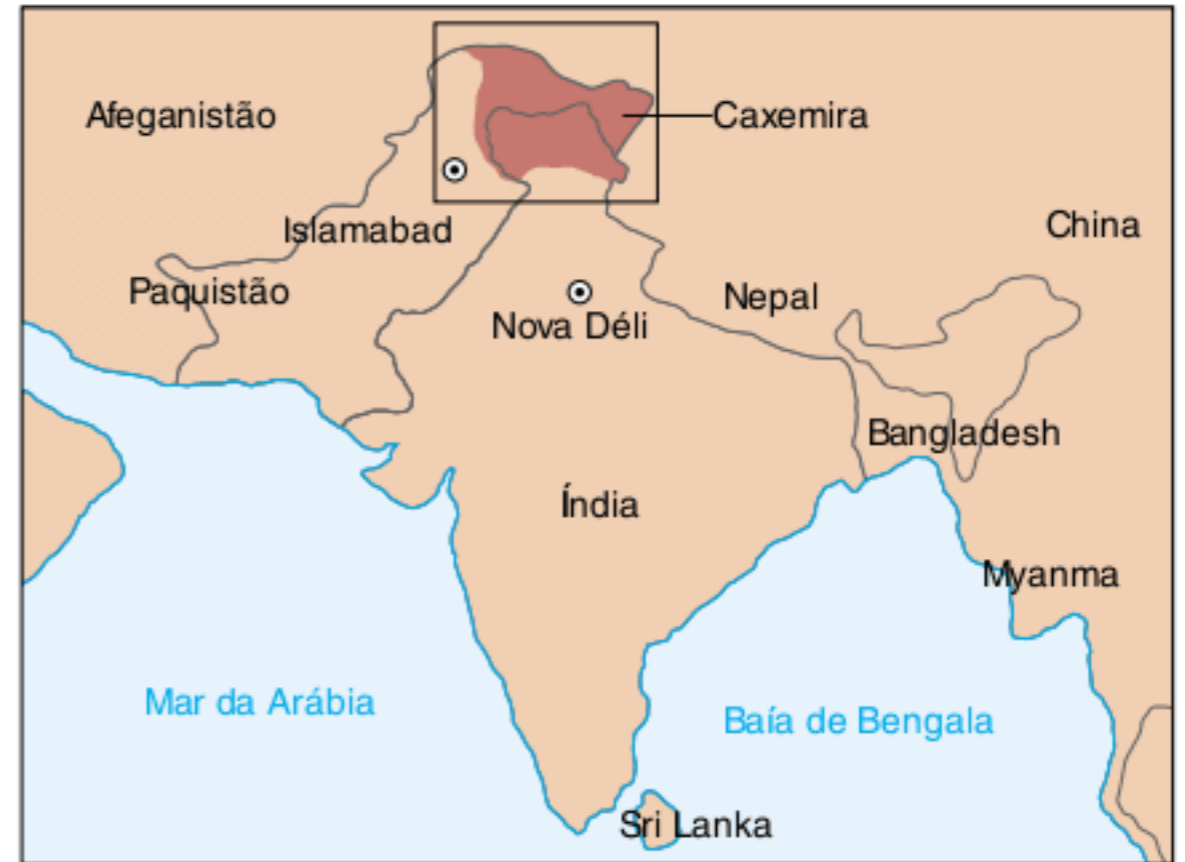 Afeganistão
Caxemira
Islamabad
China
Paquistão
Nepal
Nova Déli
Bangladesh
Índia
Myanma
Mar da Arábia
Baía de Bengala
Sri Lanka